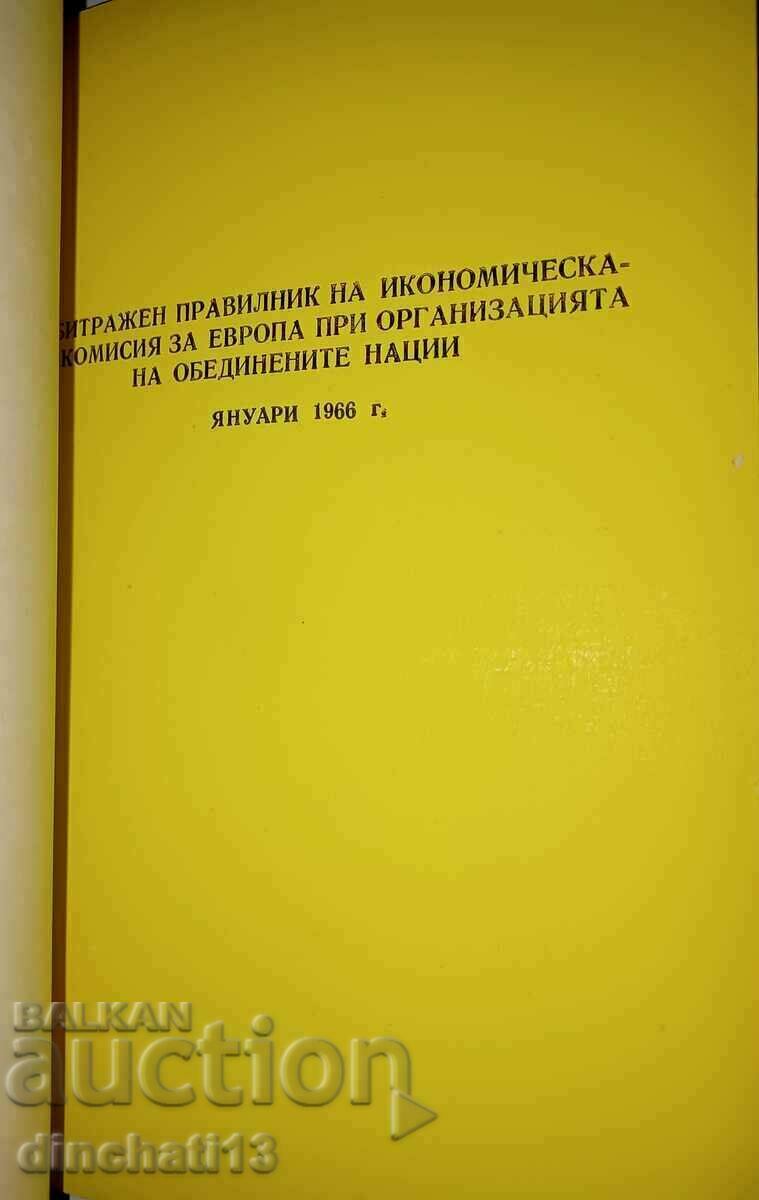 БИТРАЖЕН ПРАВИЛНИК НА ИКОНОМИЧЕСКА-
КОМИСИЯ ЗА ЕВРОПА ПРИ ОРГАНИЗАЦИЯТА
НА ОБЕДИНЕНИТЕ НАЦИИ
ЯНУАРИ 1966 г.
BALKAN
auction
dinchati13